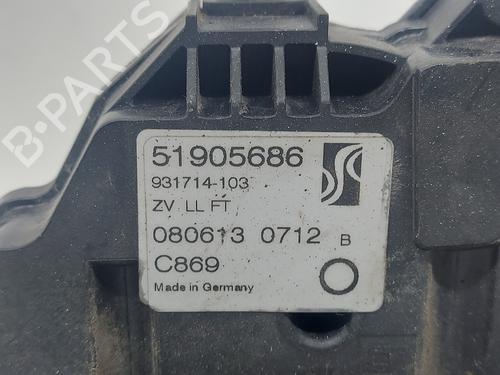 B-PARTS
51905686
931714-103
ZV LL FT
080613 0712 B
C869
Made in Germany